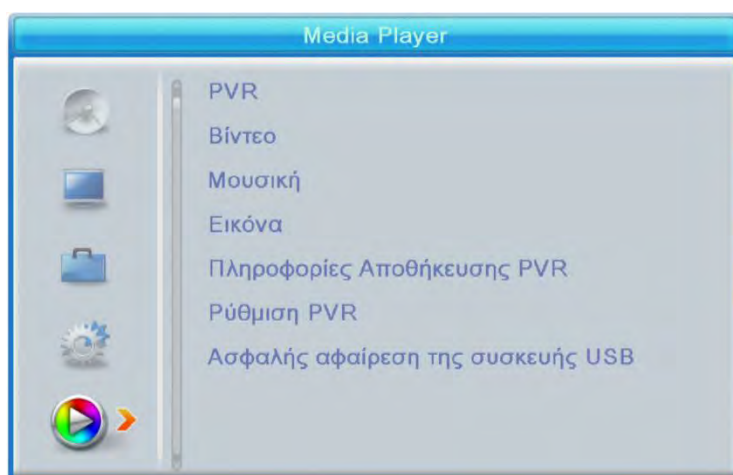 Media Player
PVR
Βίντεο
Μουσική
Εικόνα
Πληροφορίες Αποθήκευσης PVR
Ρύθμιση PVR
Ασφαλής αφαίρεση της συσκευής USB